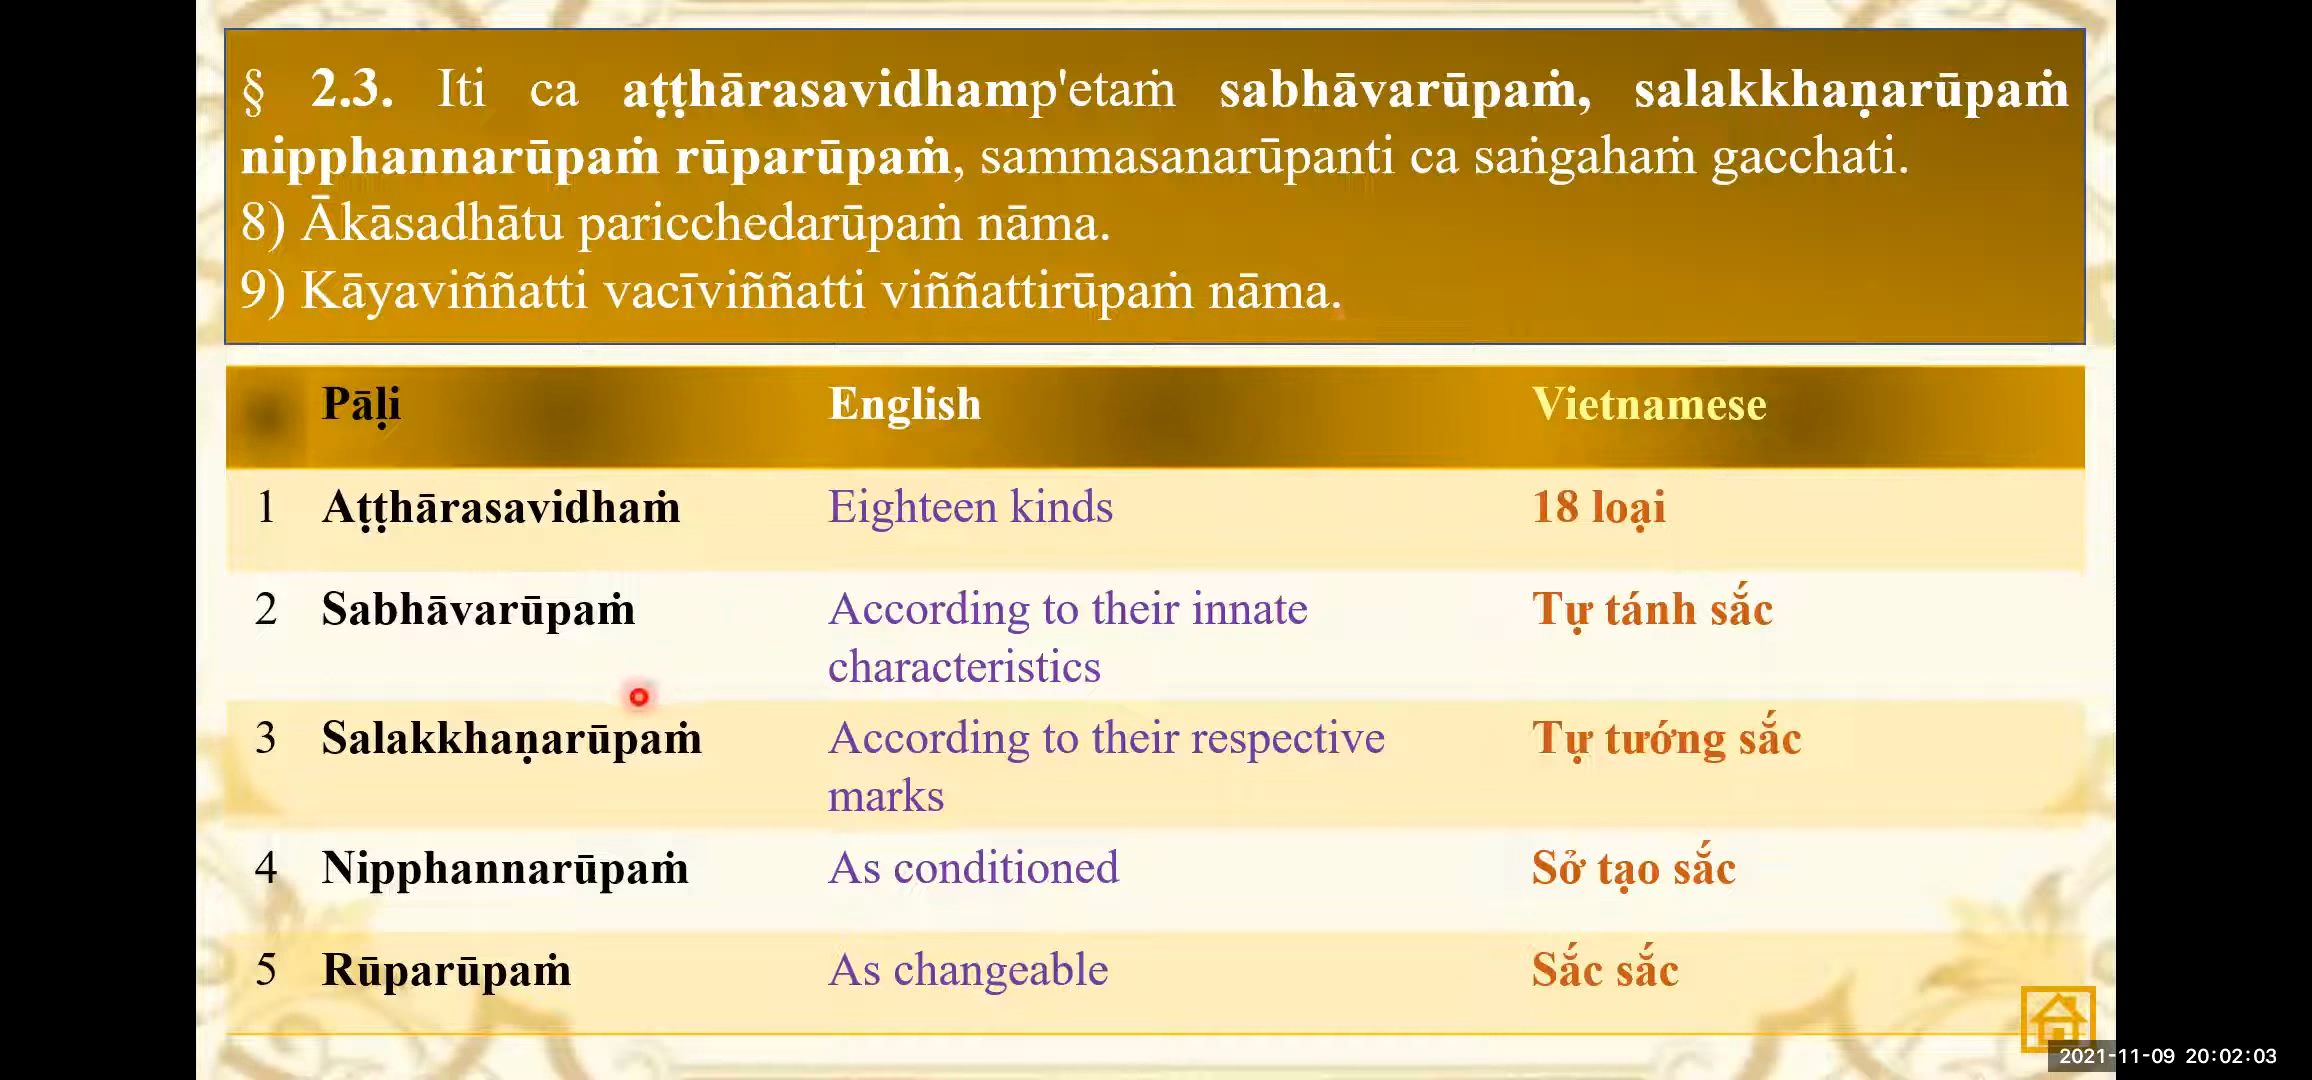 § 2.3. Iti ca aṭṭhārasavidhamp'etaṁ sabhāvarūpaṁ, salakkhaṇarūpaṁ
nipphannarūpaṁ rūparūpaṁ, sammasanarūpanti ca saṅgahaṁ gacchati.
8) Ākāsadhātu paricchedarūpaṁ nāma.
9) Kāyaviññatti vacīviññatti viññattirūpaṁ nāma.
Pāḷi English Vietnamese
1 Aṭṭhārasavidhaṁ Eighteen kinds 18 loại
2 Sabhāvarūpaṁ According to their innate Tự tánh sắc
characteristics
3 Salakkhaṇarūpaṁ According to their respective Tự tướng sắc
marks
4 Nipphannarūpaṁ As conditioned Sở tạo sắc
5 Rūparūpaṁ As changeable Sắc sắc
2021-11-09 20:02:03